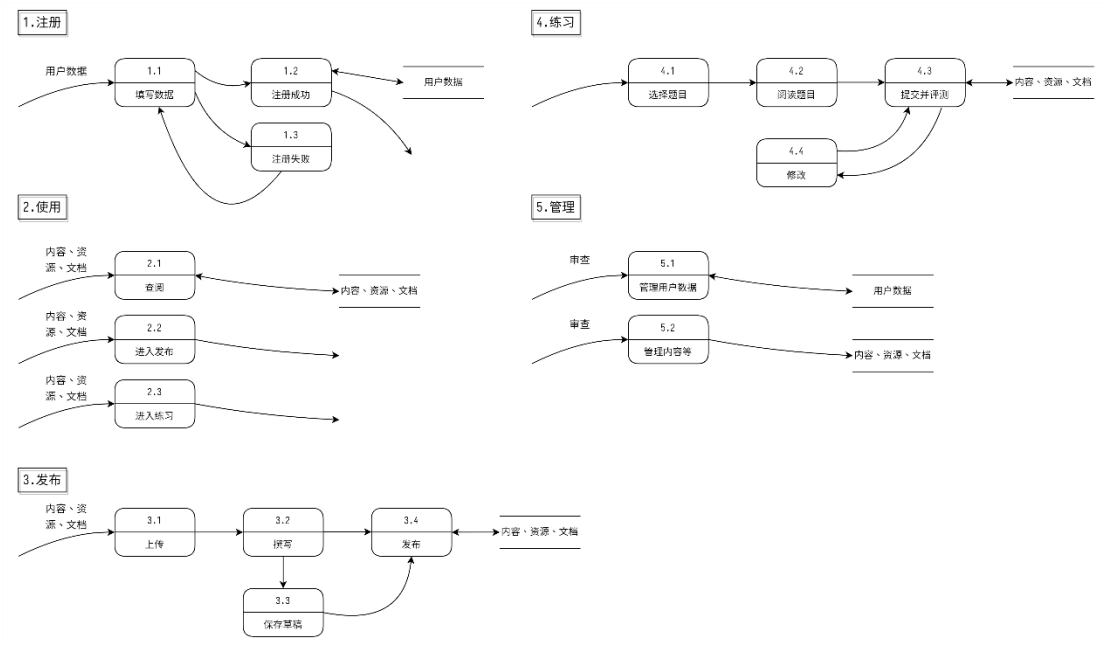 1.注册
用户数据
1.1
填写数据
1.2
注册成功
用户数据
1.3
注册失败
2.使用
内容、资
源、文档
2.1
查阅
内容、资源、文档
内容、资
源、文档
2.2
进入发布
内容、资
源、文档
2.3
进入练习
3.发布
内容、资
源、文档
3.1
上传
3.2
撰写
3.4
发布
内容、资源、文档
3.3
保存草稿
4.练习
4.1
选择题目
4.2
阅读题目
4.3
提交并评测
内容、资源、文档
4.4
修改
5.管理
审查
5.1
管理用户数据
用户数据
审查
5.2
管理内容等
内容、资源、文档